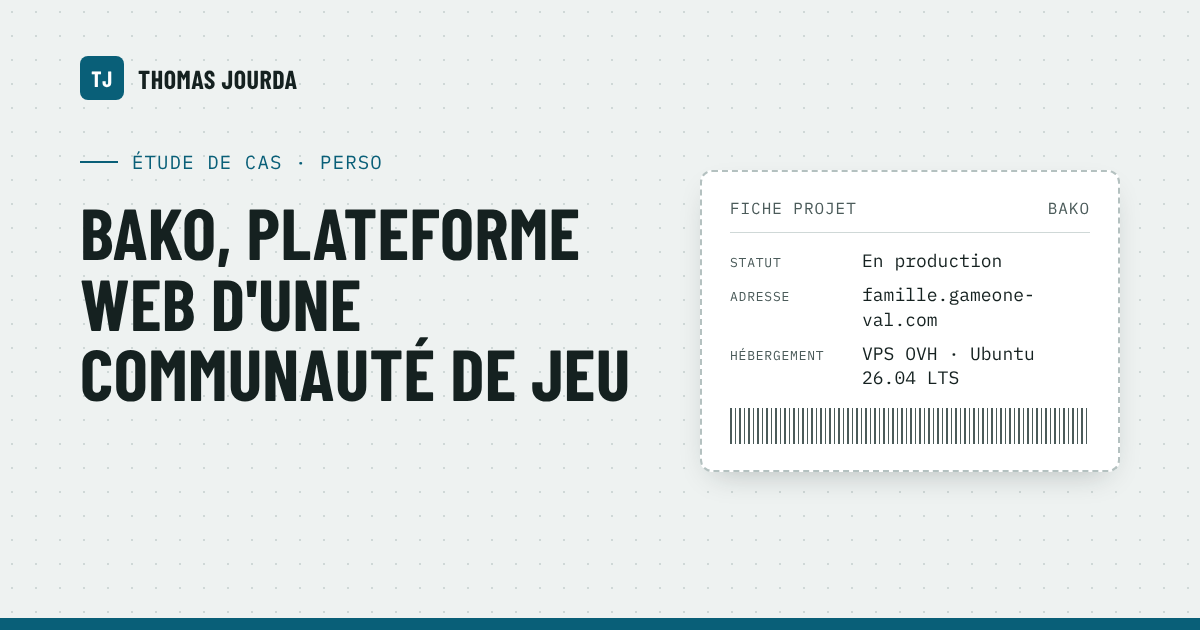 TJ THOMAS JOURDA
ÉTUDE DE CAS · PERSO
BAKO, PLATEFORME
WEB D'UNE
COMMUNAUTÉ DE JEU
FICHE PROJET BAKO
STATUT En production
ADRESSE famille.gameone-
val.com
HÉBERGEMENT VPS OVH · Ubuntu
26.04 LTS